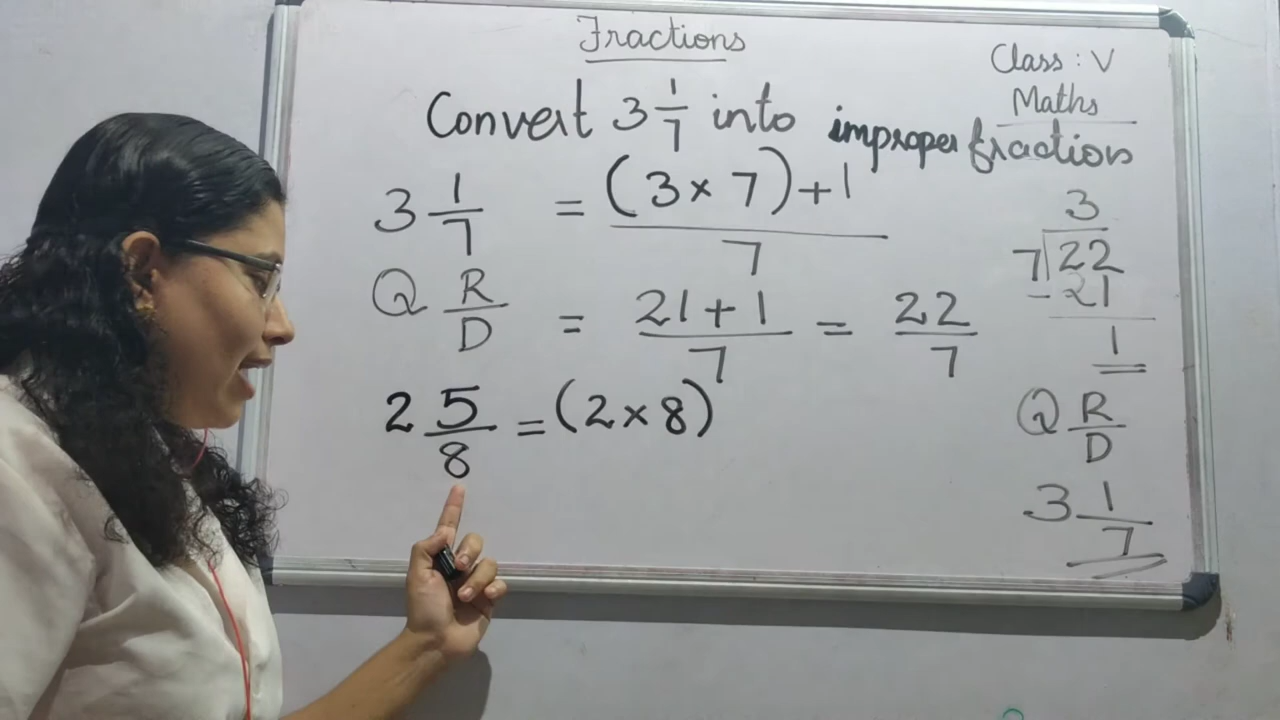 Fractions
Class : V
Maths
Convert 3 1/7 into improper fractions
3 1/7 = (3 × 7) + 1 / 7
Q R/D = 21 + 1 / 7 = 22/7
2 5/8 = (2 × 8)
3
7 22
- 21
1
Q R/D
3 1/7